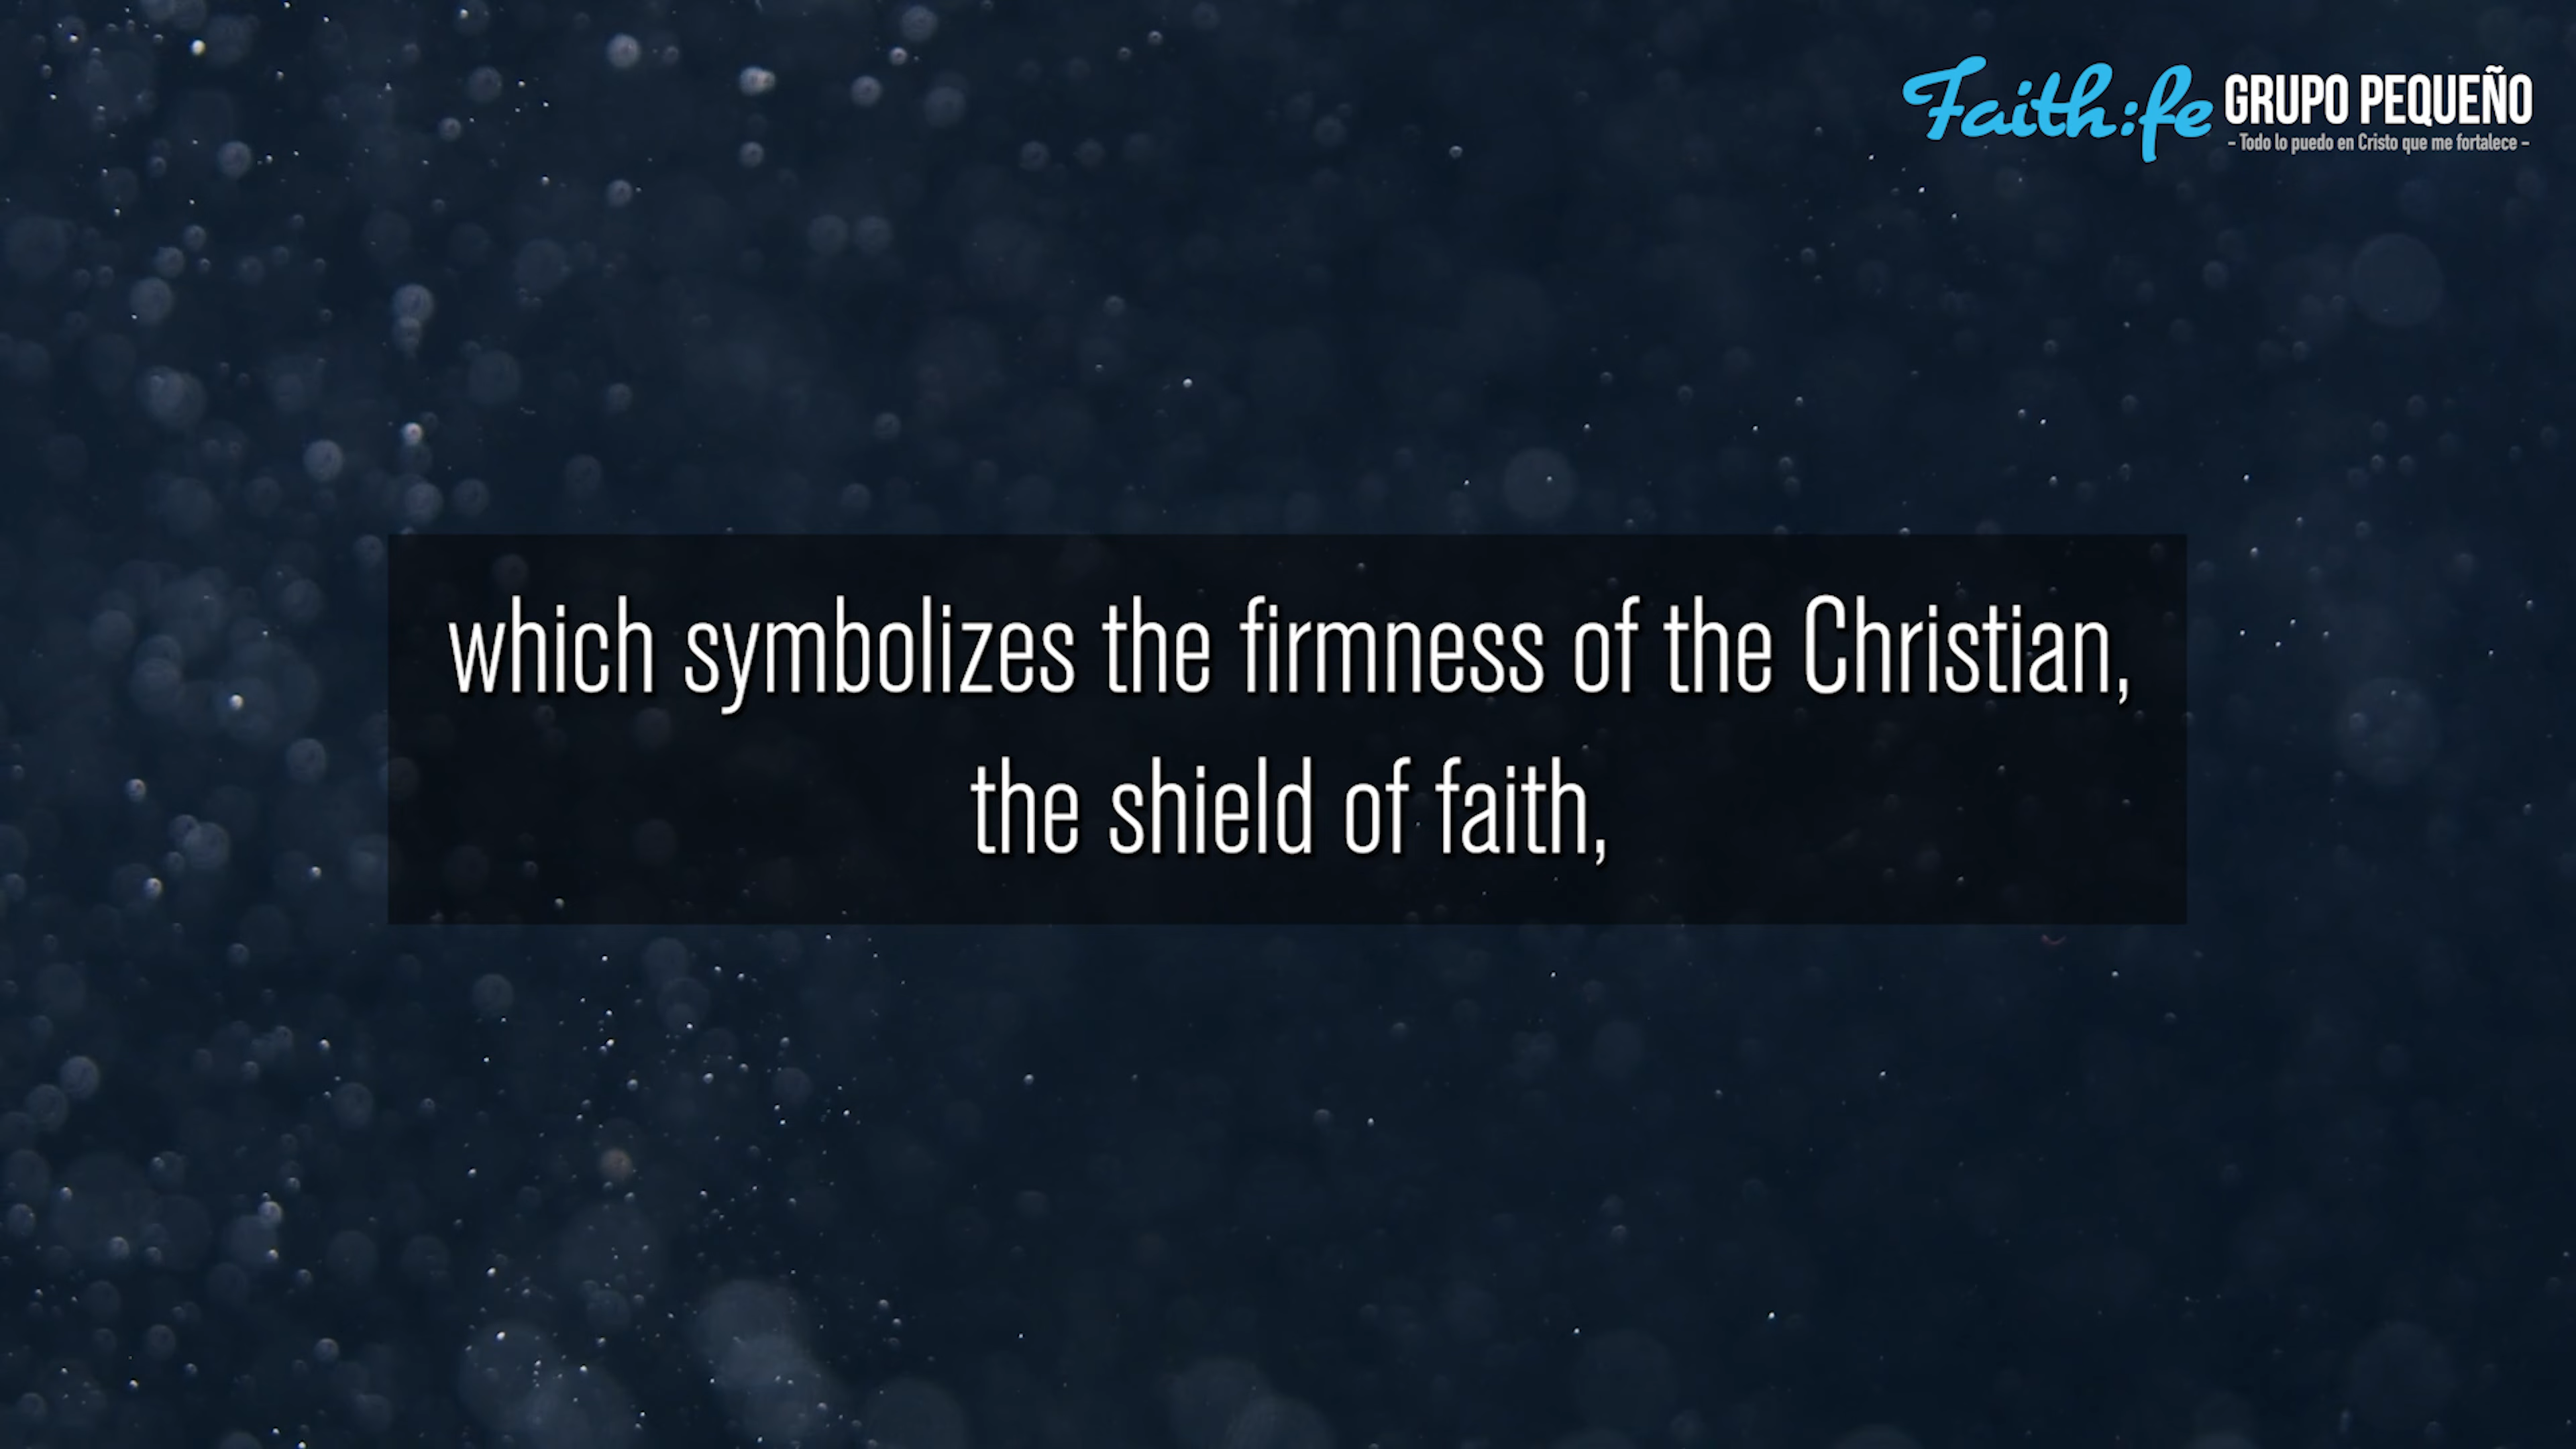 Faith:fe GRUPO PEQUEÑO
- Todo lo puedo en Cristo que me fortalece -
which symbolizes the firmness of the Christian,
the shield of faith,